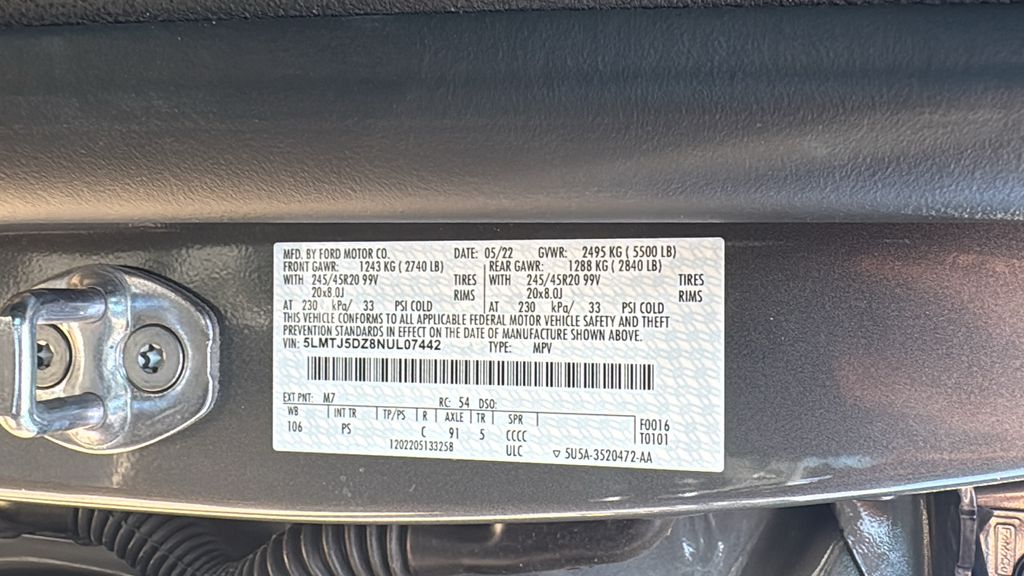 MFD. BY FORD MOTOR CO. DATE: 05/22 GVWR: 2495 KG ( 5500 LB)
FRONT GAWR: 1243 KG ( 2740 LB) REAR GAWR: 1288 KG ( 2840 LB)
WITH 245/45R20 99V TIRES WITH 245/45R20 99V TIRES
20x8.0J RIMS 20x8.0J RIMS
AT 230 kPa/ 33 PSI COLD AT 230 kPa/ 33 PSI COLD
THIS VEHICLE CONFORMS TO ALL APPLICABLE FEDERAL MOTOR VEHICLE SAFETY AND THEFT
PREVENTION STANDARDS IN EFFECT ON THE DATE OF MANUFACTURE SHOWN ABOVE.
VIN: 5LMTJ5DZ8NUL07442 TYPE: MPV
EXT PNT: M7 RC: 54 DSO:
WB INT TR TP/PS R AXLE TR SPR F0016
106 PS C 91 5 CCCC T0101
1202205133258 ULC ▽ 5U5A-3520472-AA